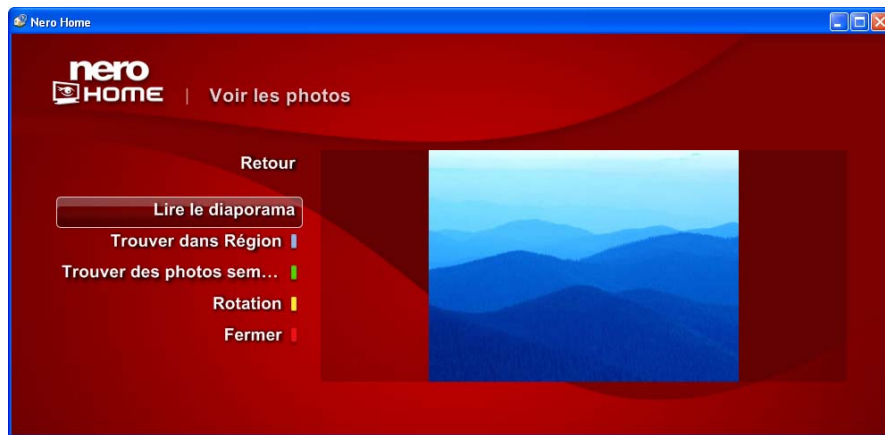 Nero Home
nero
HOME | Voir les photos
Retour
Lire le diaporama
Trouver dans Région
Trouver des photos sem...
Rotation
Fermer